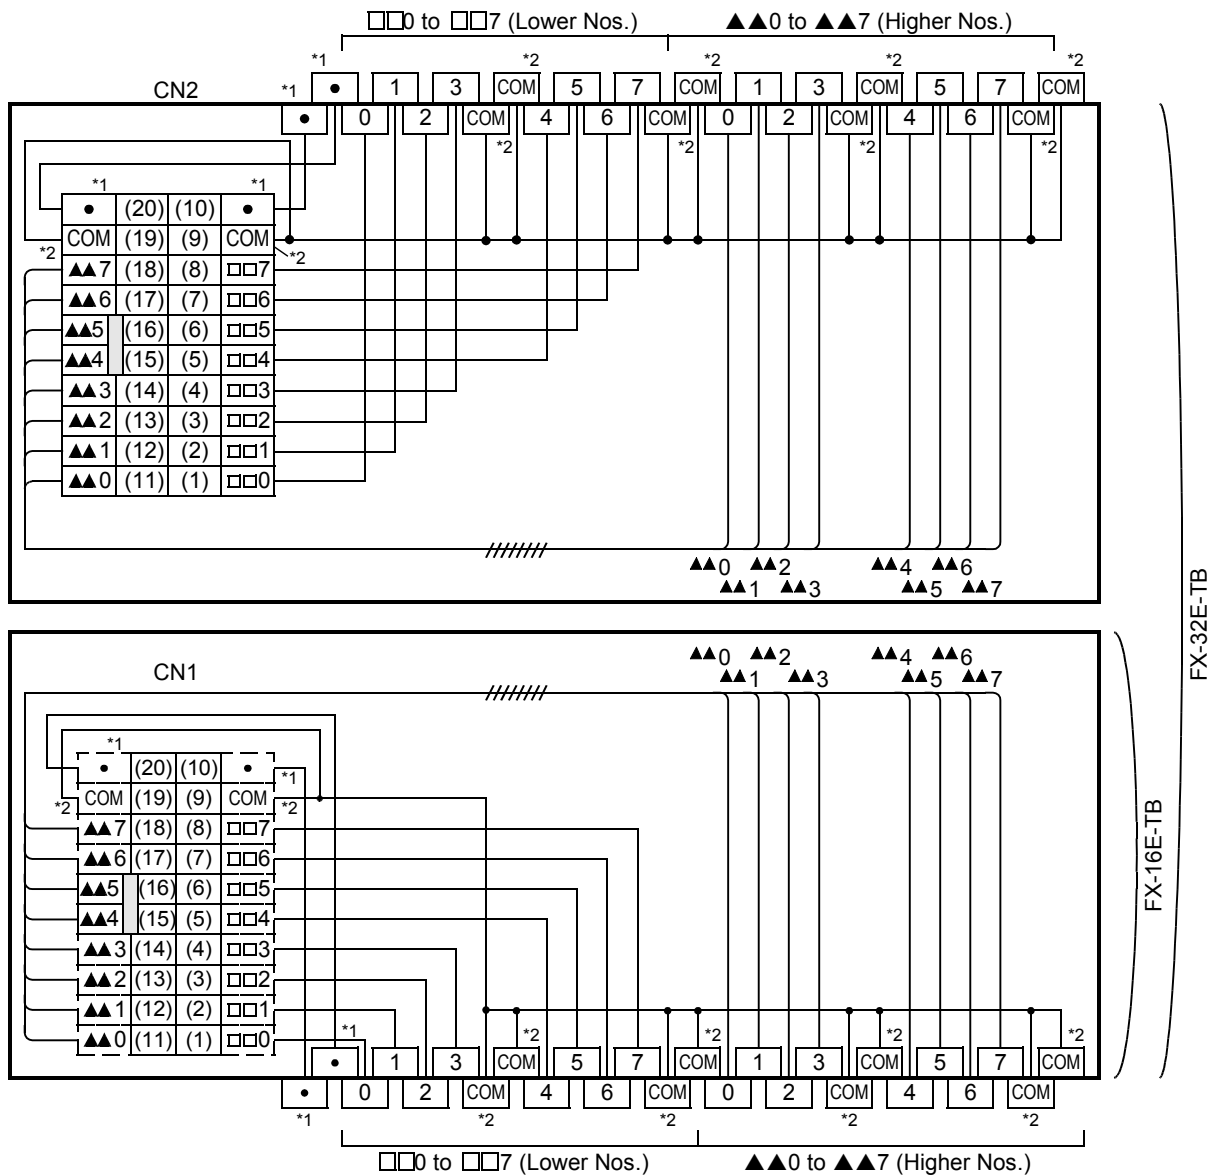 □□0 to □□7 (Lower Nos.) ▲▲0 to ▲▲7 (Higher Nos.)
*1 *2 *2 *2 *2
CN2 *1 • 1 3 COM 5 7 COM 1 3 COM 5 7 COM
• 0 2 COM 4 6 COM 0 2 COM 4 6 COM
*2 *2 *2 *2
*1 *1
• (20) (10) •
COM (19) (9) COM
*2 *2
▲▲7 (18) (8) □□7
▲▲6 (17) (7) □□6
▲▲5 (16) (6) □□5
▲▲4 (15) (5) □□4
▲▲3 (14) (4) □□3
▲▲2 (13) (3) □□2
▲▲1 (12) (2) □□1
▲▲0 (11) (1) □□0
▲▲0 ▲▲2 ▲▲4 ▲▲6
▲▲1 ▲▲3 ▲▲5 ▲▲7
FX-32E-TB
CN1
▲▲0 ▲▲2 ▲▲4 ▲▲6
▲▲1 ▲▲3 ▲▲5 ▲▲7
*1
• (20) (10) • *1
*2 COM (19) (9) COM *2
▲▲7 (18) (8) □□7
▲▲6 (17) (7) □□6
▲▲5 (16) (6) □□5
▲▲4 (15) (5) □□4
▲▲3 (14) (4) □□3
▲▲2 (13) (3) □□2
▲▲1 (12) (2) □□1
▲▲0 (11) (1) □□0
FX-16E-TB
*1 *2 *2 *2 *2
• 1 3 COM 5 7 COM 1 3 COM 5 7 COM
• 0 2 COM 4 6 COM 0 2 COM 4 6 COM
*1 *2 *2 *2 *2
□□0 to □□7 (Lower Nos.) ▲▲0 to ▲▲7 (Higher Nos.)